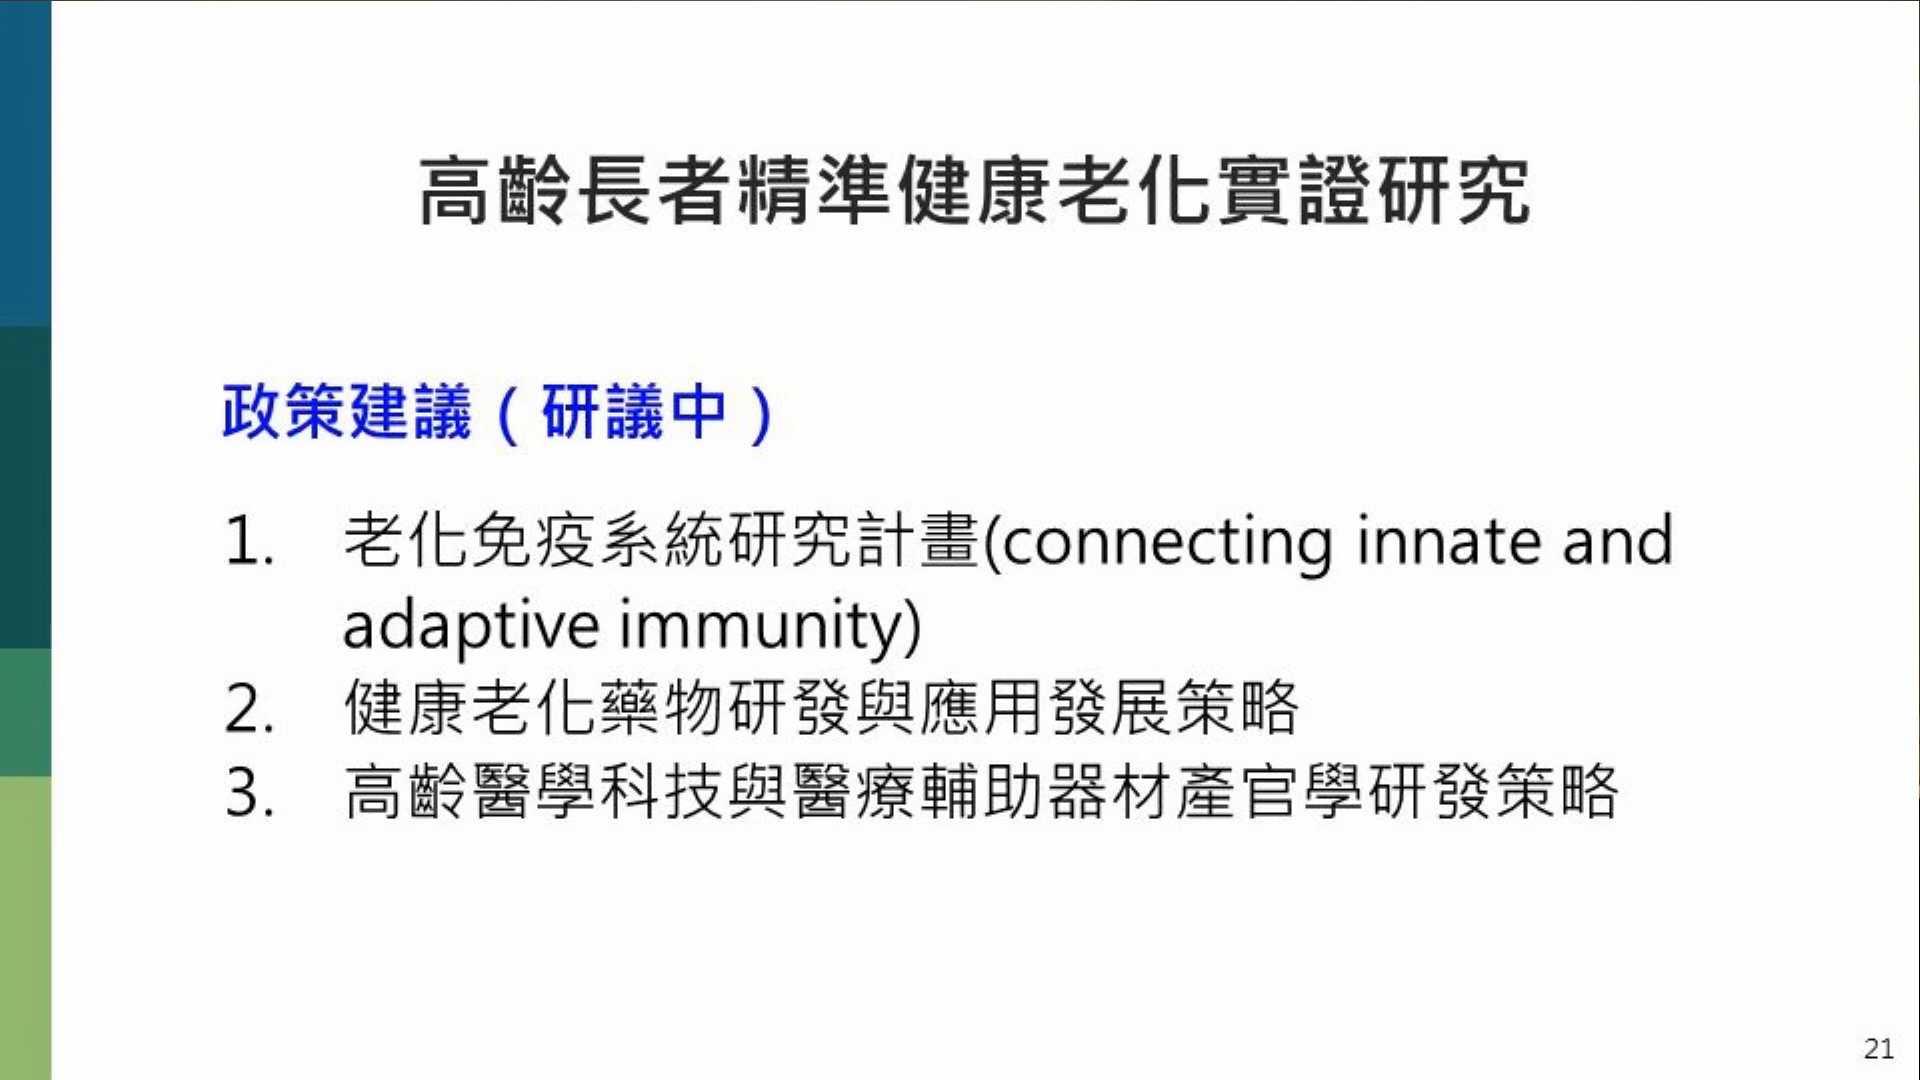 高齡長者精準健康老化實證研究
政策建議（研議中）
1. 老化免疫系統研究計畫(connecting innate and
adaptive immunity)
2. 健康老化藥物研發與應用發展策略
3. 高齡醫學科技與醫療輔助器材產官學研發策略
21